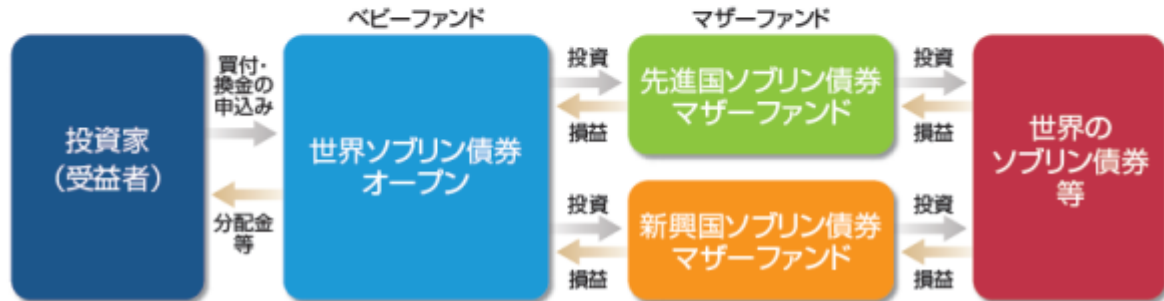 ベビーファンド
マザーファンド
投資家
（受益者）
買付・
換金の
申込み
分配金
等
世界ソブリン債券
オープン
投資
損益
投資
損益
先進国ソブリン債券
マザーファンド
新興国ソブリン債券
マザーファンド
投資
損益
投資
損益
世界の
ソブリン債券
等